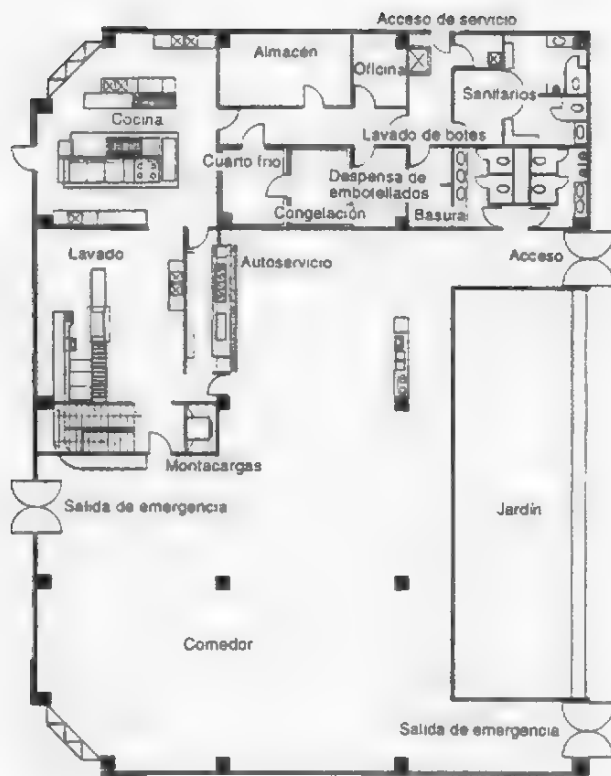 Acceso de servicio
Almacén
Oficina
Sanitarios
Cocina
Lavado de botes
Cuarto frio
Despensa de
embotellados
Congelación
Basura
Lavado
Autoservicio
Acceso
Montacargas
Salida de emergencia
Jardín
Comedor
Salida de emergencia